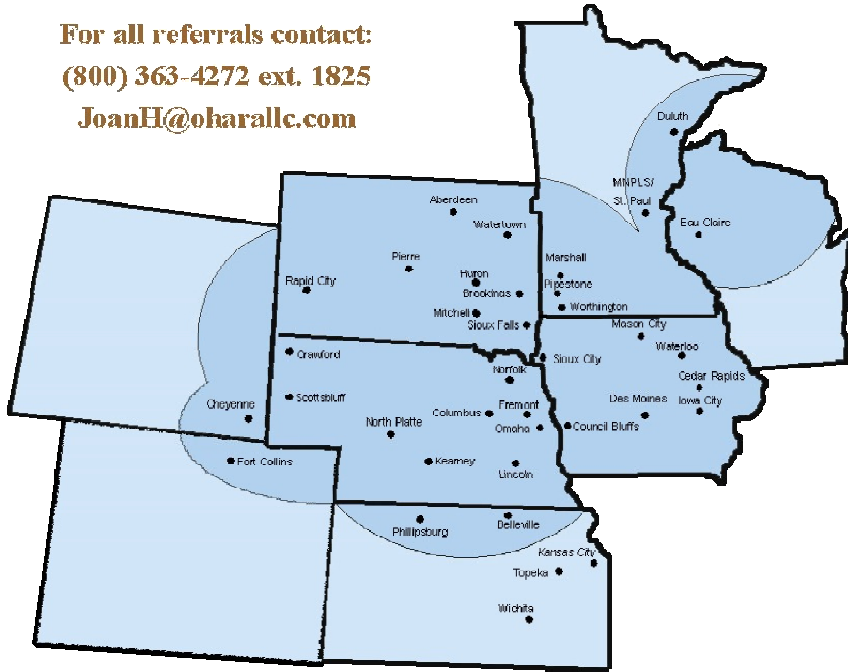 For all referrals contact:
(800) 363-4272 ext. 1825
JoanH@oharallc.com
Duluth
MNPLS/
St. Paul
Eau Claire
Aberdeen
Watertown
Pierre
Huron
Rapid City
Brookings
Mitchell
Sioux Falls
Marshall
Pipestone
Worthington
Mason City
Waterloo
Crawford
Sioux City
Norfolk
Cedar Rapids
Scottsbluff
Cheyenne
Columbus
Fremont
Des Moines
Iowa City
North Platte
Omaha
Council Bluffs
Fort Collins
Kearney
Lincoln
Phillipsburg
Belleville
Kansas City
Topeka
Wichita